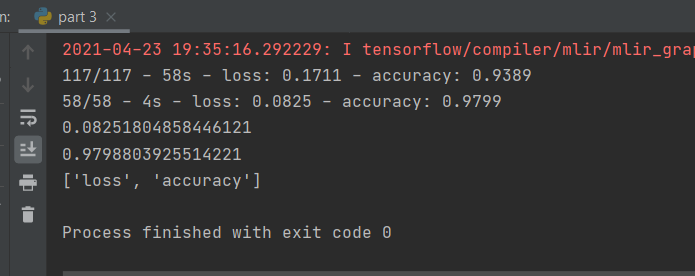 n: part 3
2021-04-23 19:35:16.292229: I tensorflow/compiler/mlir/mlir_grap
117/117 - 58s - loss: 0.1711 - accuracy: 0.9389
58/58 - 4s - loss: 0.0825 - accuracy: 0.9799
0.08251804858446121
0.9798803925514221
['loss', 'accuracy']
Process finished with exit code 0